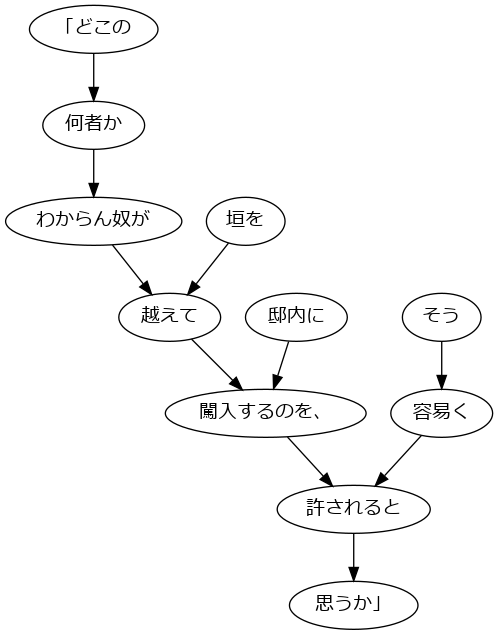 「どこの
何者か
わからん奴が
垣を
越えて
邸内に
そう
闖入するのを、
容易く
許されると
思うか」